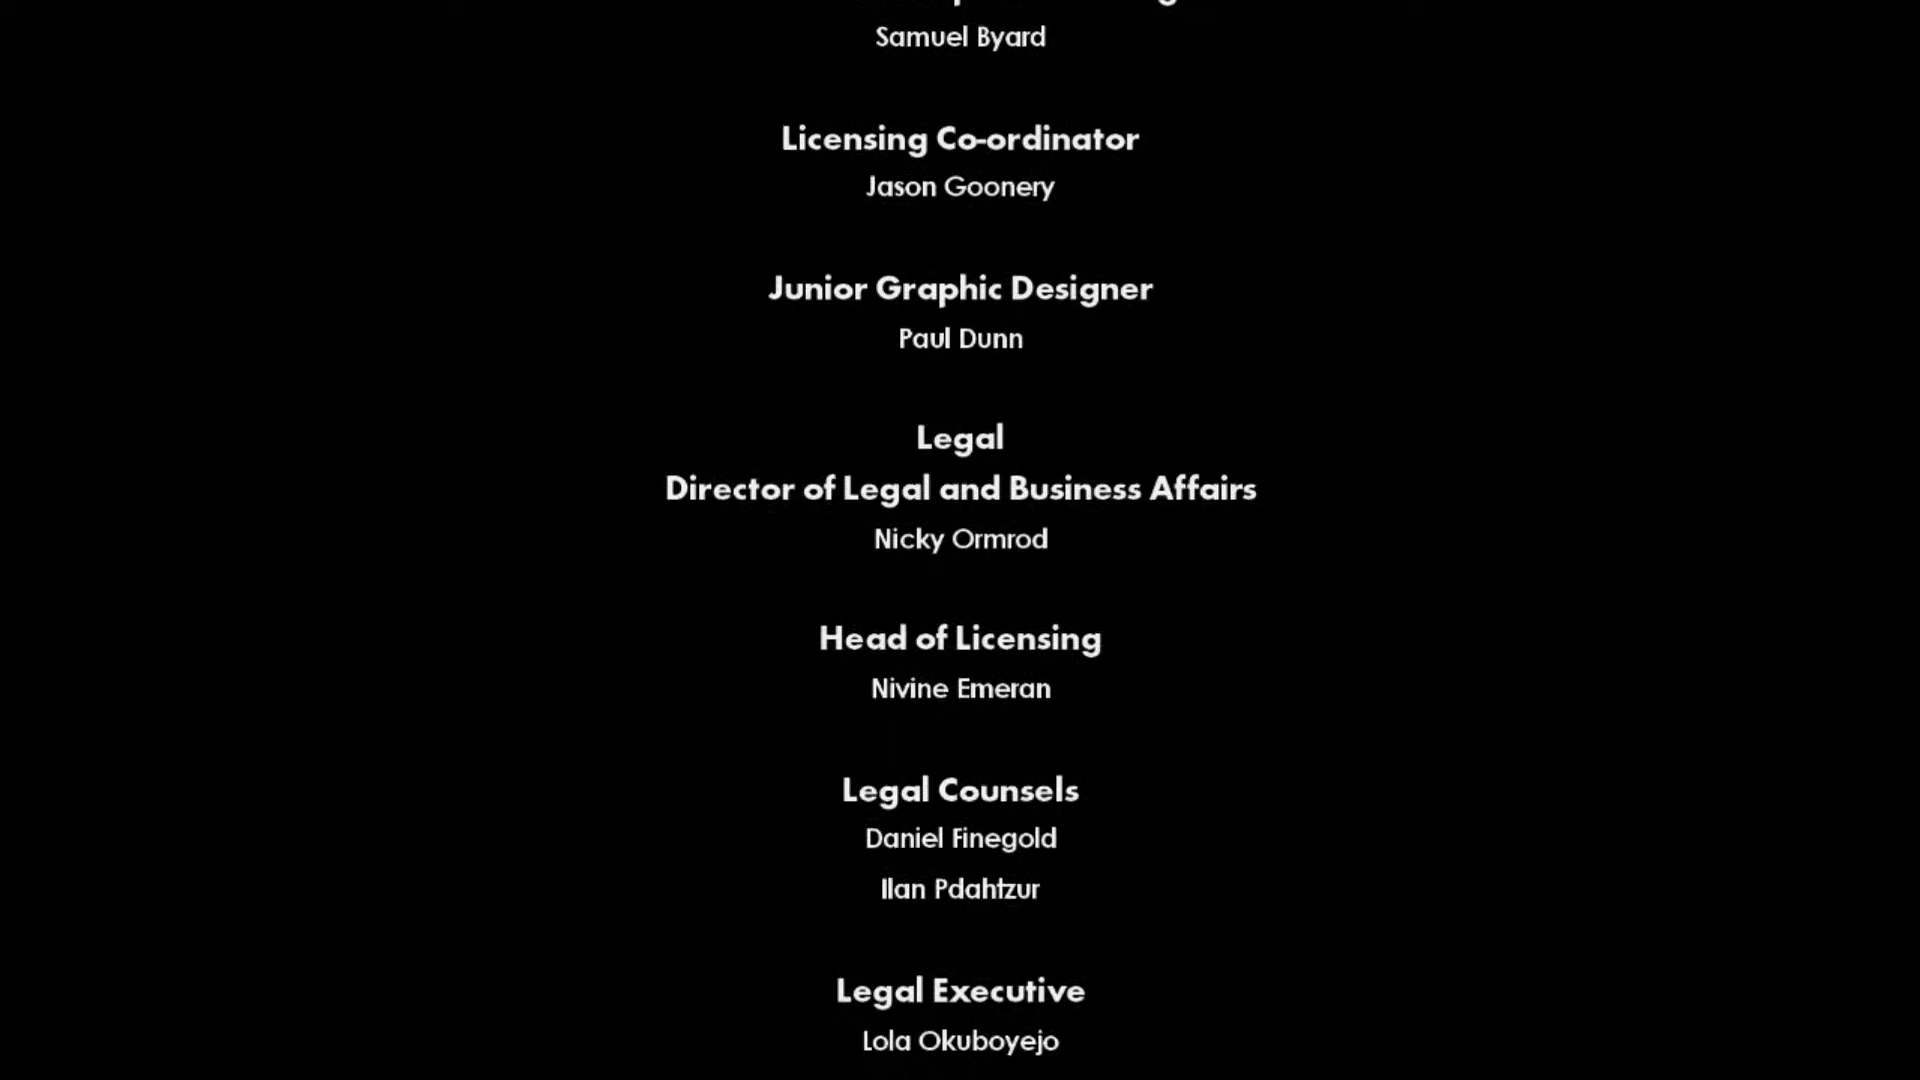 Samuel Byard
Licensing Co-ordinator
Jason Goonery
Junior Graphic Designer
Paul Dunn
Legal
Director of Legal and Business Affairs
Nicky Ormrod
Head of Licensing
Nivine Emeran
Legal Counsels
Daniel Finegold
Ilan Pdahtzur
Legal Executive
Lola Okuboyejo